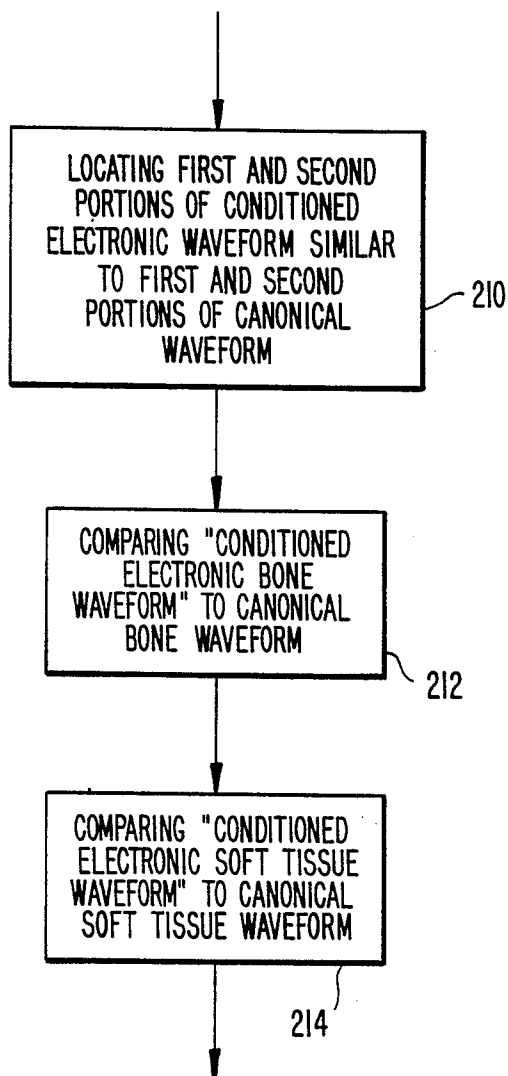 LOCATING FIRST AND SECOND
PORTIONS OF CONDITIONED
ELECTRONIC WAVEFORM SIMILAR
TO FIRST AND SECOND
PORTIONS OF CANONICAL
WAVEFORM
210
COMPARING "CONDITIONED
ELECTRONIC BONE
WAVEFORM" TO CANONICAL
BONE WAVEFORM
212
COMPARING "CONDITIONED
ELECTRONIC SOFT TISSUE
WAVEFORM" TO CANONICAL
SOFT TISSUE WAVEFORM
214